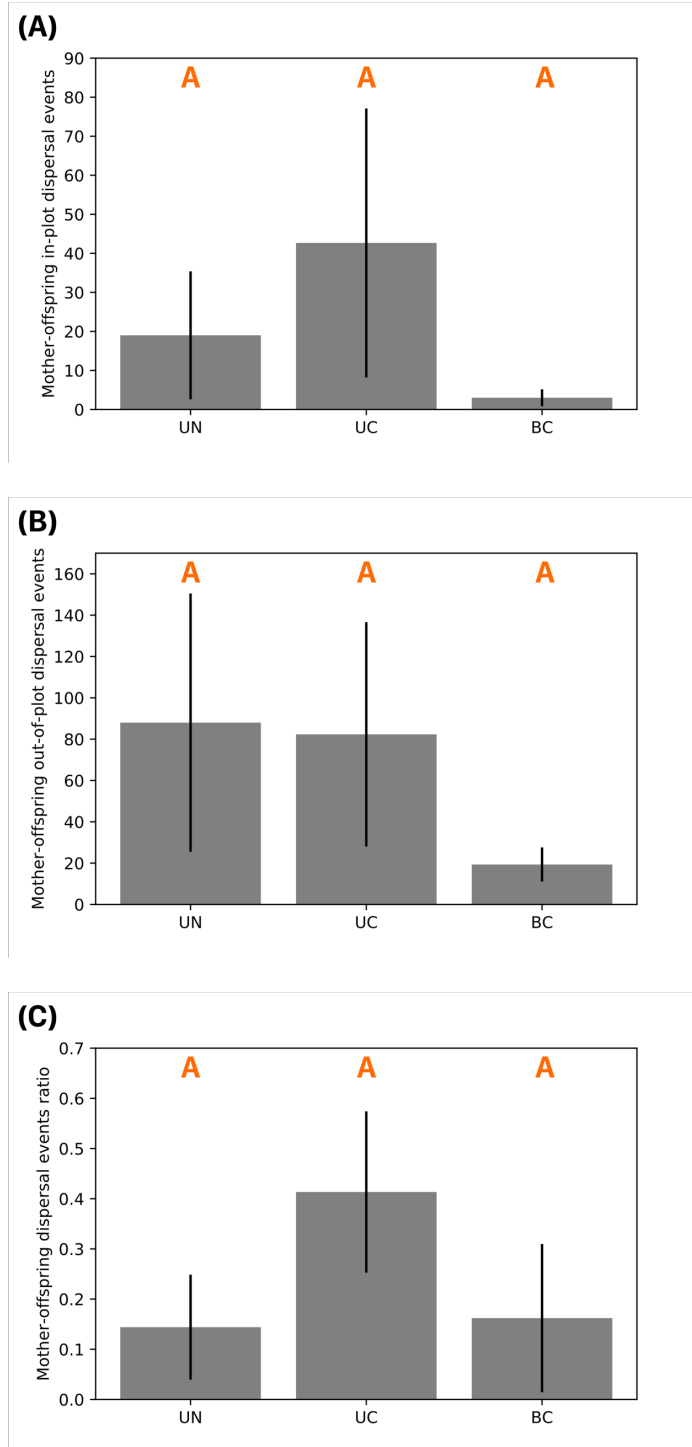 (A)
Mother-offspring in-plot dispersal events
90
80
70
60
50
40
30
20
10
0
A A A
UN UC BC
(B)
Mother-offspring out-of-plot dispersal events
160
140
120
100
80
60
40
20
0
A A A
UN UC BC
(C)
Mother-offspring dispersal events ratio
0.7
0.6
0.5
0.4
0.3
0.2
0.1
0.0
A A A
UN UC BC